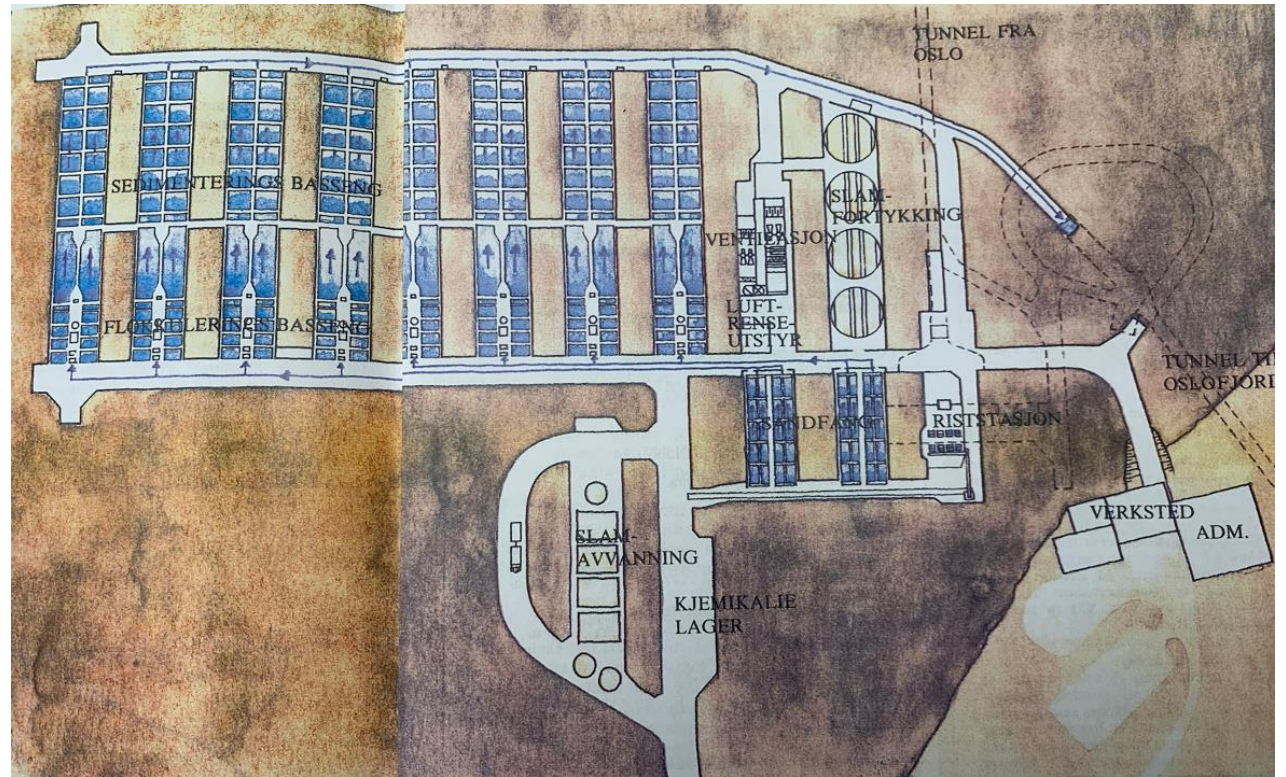 TUNNEL FRA
OSLO
SEDIMENTERINGS BASSENG
SLAM-
FORTYKKING
VENTILASJON
LUFT-
RENSE-
UTSTYR
FLOKKULERINGS BASSENG
TUNNEL TI
OSLOFJORD
SANDFANG
RISTSTASJON
SLAM-
AVVANNING
KJEMIKALIE
LAGER
VERKSTED
ADM.